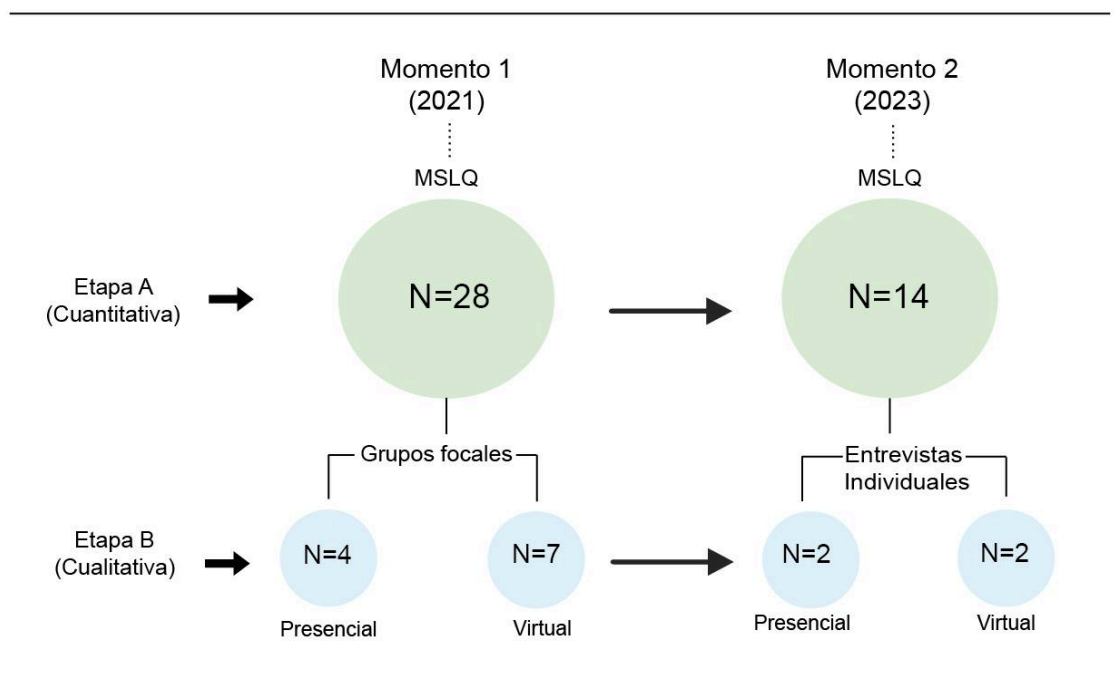 Momento 1
(2021)
Momento 2
(2023)
MSLQ
MSLQ
Etapa A
(Cuantitativa)
N=28
N=14
Grupos focales
Entrevistas
Individuales
Etapa B
(Cualitativa)
N=4
N=7
N=2
N=2
Presencial
Virtual
Presencial
Virtual